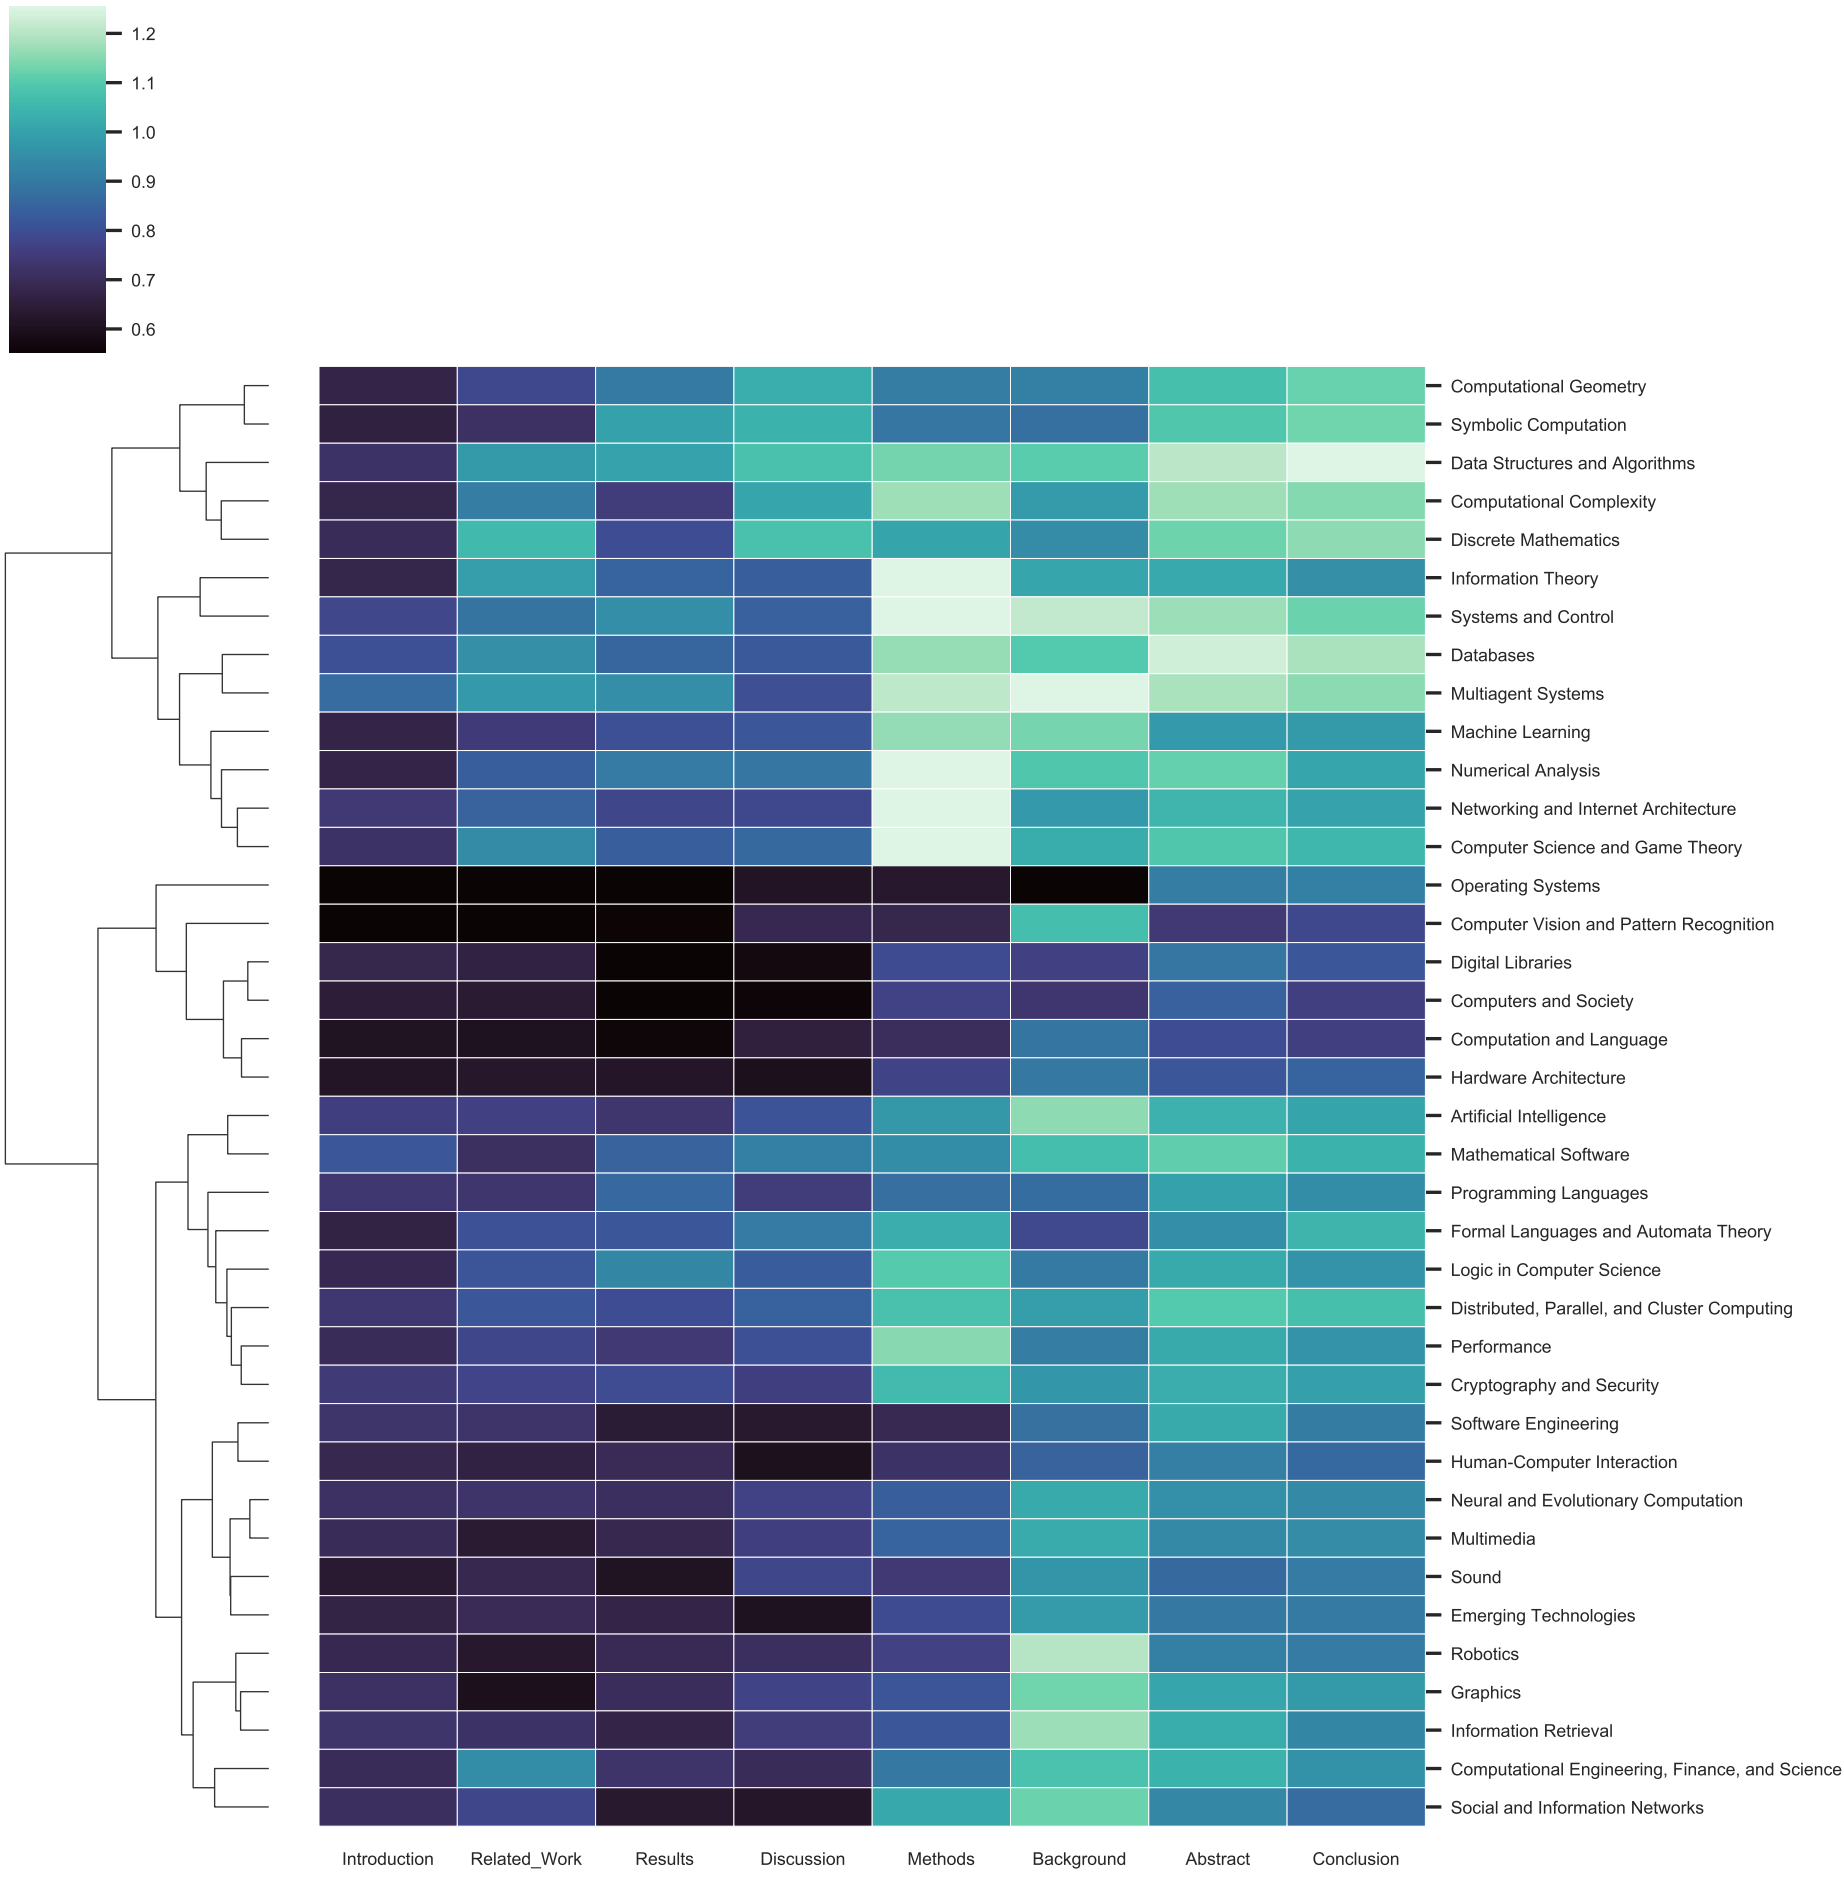 1.2
1.1
1.0
0.9
0.8
0.7
0.6
Computational Geometry
Symbolic Computation
Data Structures and Algorithms
Computational Complexity
Discrete Mathematics
Information Theory
Systems and Control
Databases
Multiagent Systems
Machine Learning
Numerical Analysis
Networking and Internet Architecture
Computer Science and Game Theory
Operating Systems
Computer Vision and Pattern Recognition
Digital Libraries
Computers and Society
Computation and Language
Hardware Architecture
Artificial Intelligence
Mathematical Software
Programming Languages
Formal Languages and Automata Theory
Logic in Computer Science
Distributed, Parallel, and Cluster Computing
Performance
Cryptography and Security
Software Engineering
Human-Computer Interaction
Neural and Evolutionary Computation
Multimedia
Sound
Emerging Technologies
Robotics
Graphics
Information Retrieval
Computational Engineering, Finance, and Science
Social and Information Networks
Introduction Related_Work Results Discussion Methods Background Abstract Conclusion